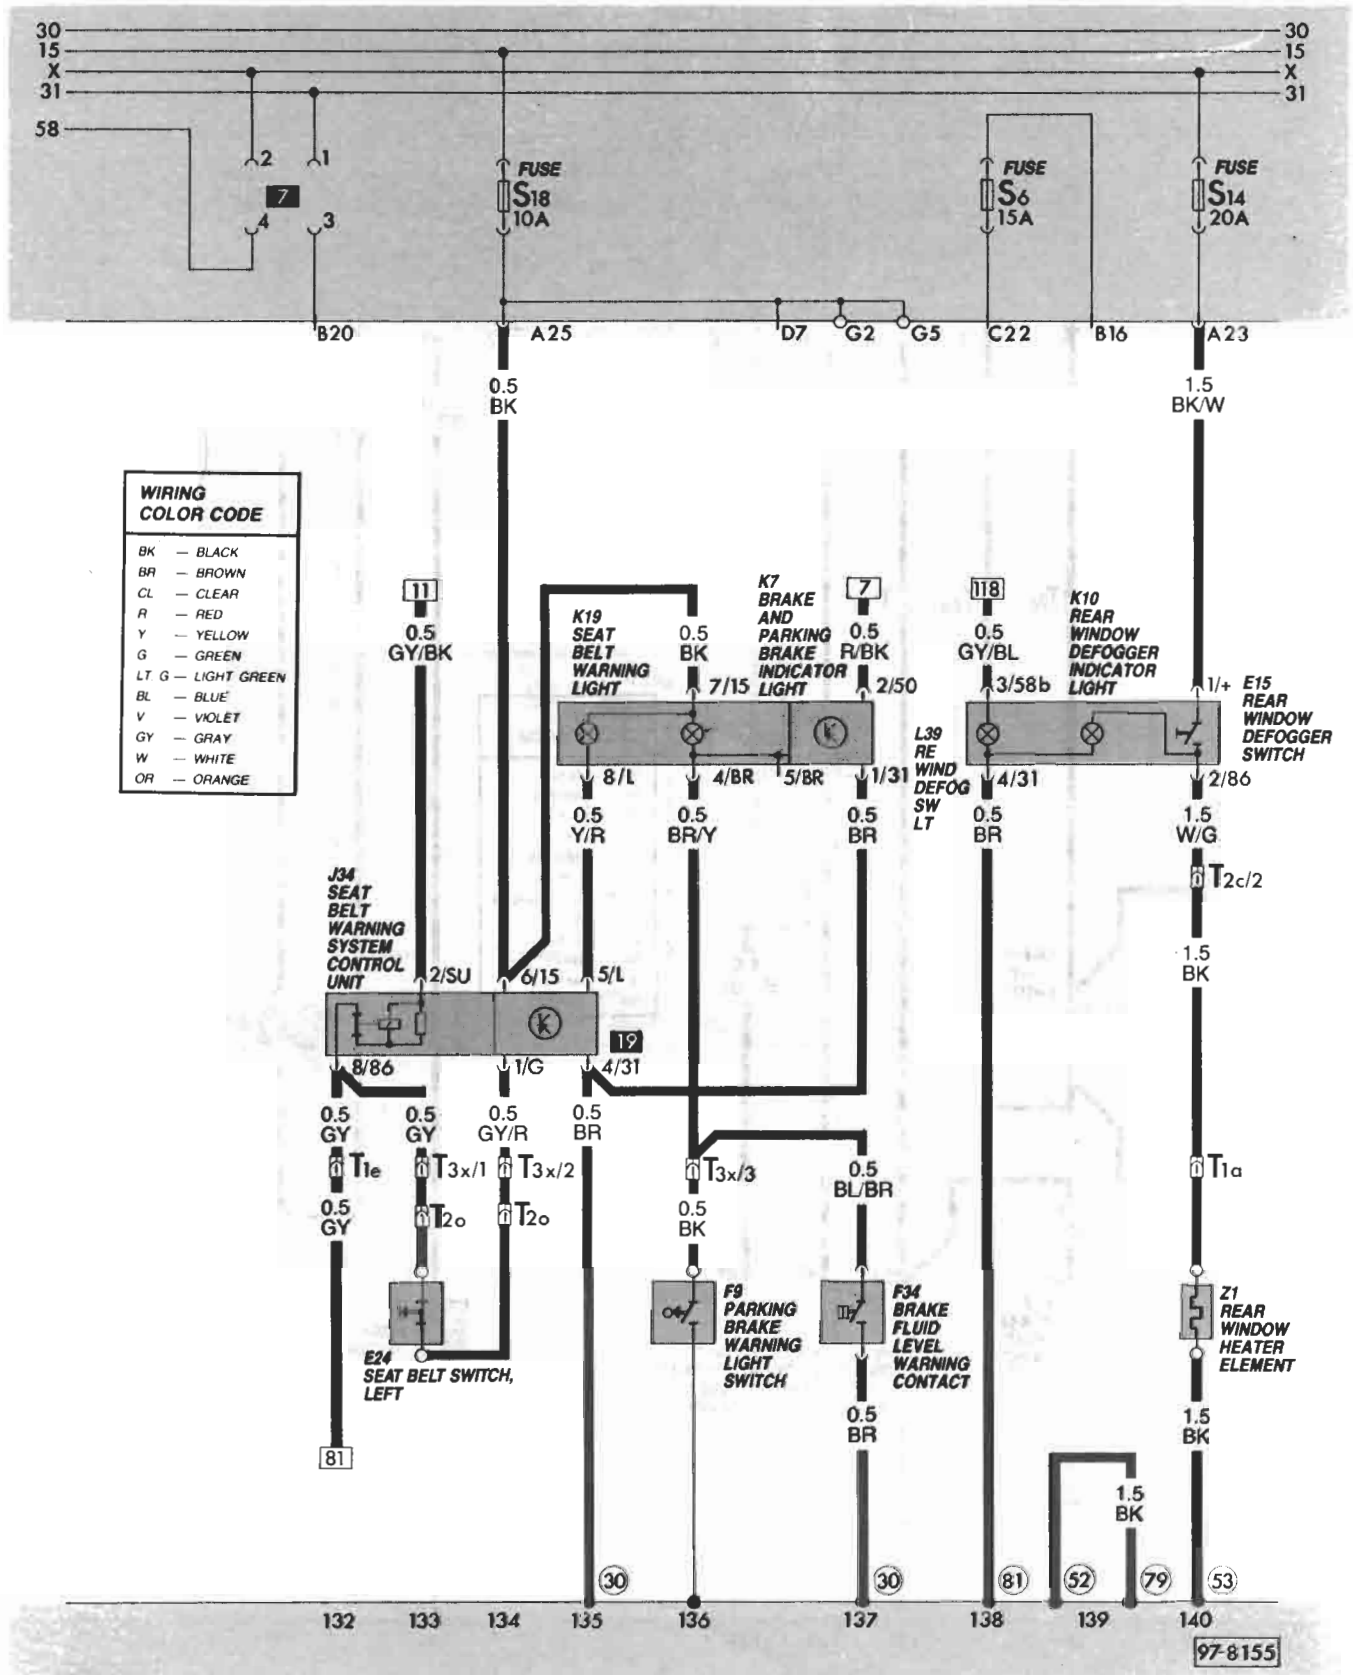 30 30
15 15
X X
31 31
58
2 1
7
4 3
FUSE
S18
10A
FUSE
S6
15A
FUSE
S14
20A
B20 A25 D7 G2 G5 C22 B16 A23
0.5
BK
1.5
BK/W
WIRING
COLOR CODE
BK — BLACK
BR — BROWN
CL — CLEAR
R — RED
Y — YELLOW
G — GREEN
LT G — LIGHT GREEN
BL — BLUE
V — VIOLET
GY — GRAY
W — WHITE
OR — ORANGE
11
0.5
GY/BK
K19
SEAT
BELT
WARNING
LIGHT
0.5
BK
7/15
K7
BRAKE
AND
PARKING
BRAKE
INDICATOR
LIGHT
7
0.5
R/BK
2/50
118
0.5
GY/BL
3/58b
K10
REAR
WINDOW
DEFOGGER
INDICATOR
LIGHT
1/+
E15
REAR
WINDOW
DEFOGGER
SWITCH
L39
RE
WIND
DEFOG
SW
LT
8/L 4/BR 5/BR 1/31 4/31 2/86
0.5
Y/R
0.5
BR/Y
0.5
BR
0.5
BR
1.5
W/G
T2c/2
1.5
BK
J34
SEAT
BELT
WARNING
SYSTEM
CONTROL
UNIT
2/SU 6/15 5/L
19
8/86 1/G 4/31
0.5
GY
0.5
GY
0.5
GY/R
0.5
BR
T1e T3x/1 T3x/2 T3x/3 T1a
0.5
GY
T2o T2o
0.5
BK
0.5
BL/BR
E24
SEAT BELT SWITCH,
LEFT
F9
PARKING
BRAKE
WARNING
LIGHT
SWITCH
F34
BRAKE
FLUID
LEVEL
WARNING
CONTACT
Z1
REAR
WINDOW
HEATER
ELEMENT
0.5
BR
1.5
BK
81
1.5
BK
30 30 81 52 79 53
132 133 134 135 136 137 138 139 140
97-8155